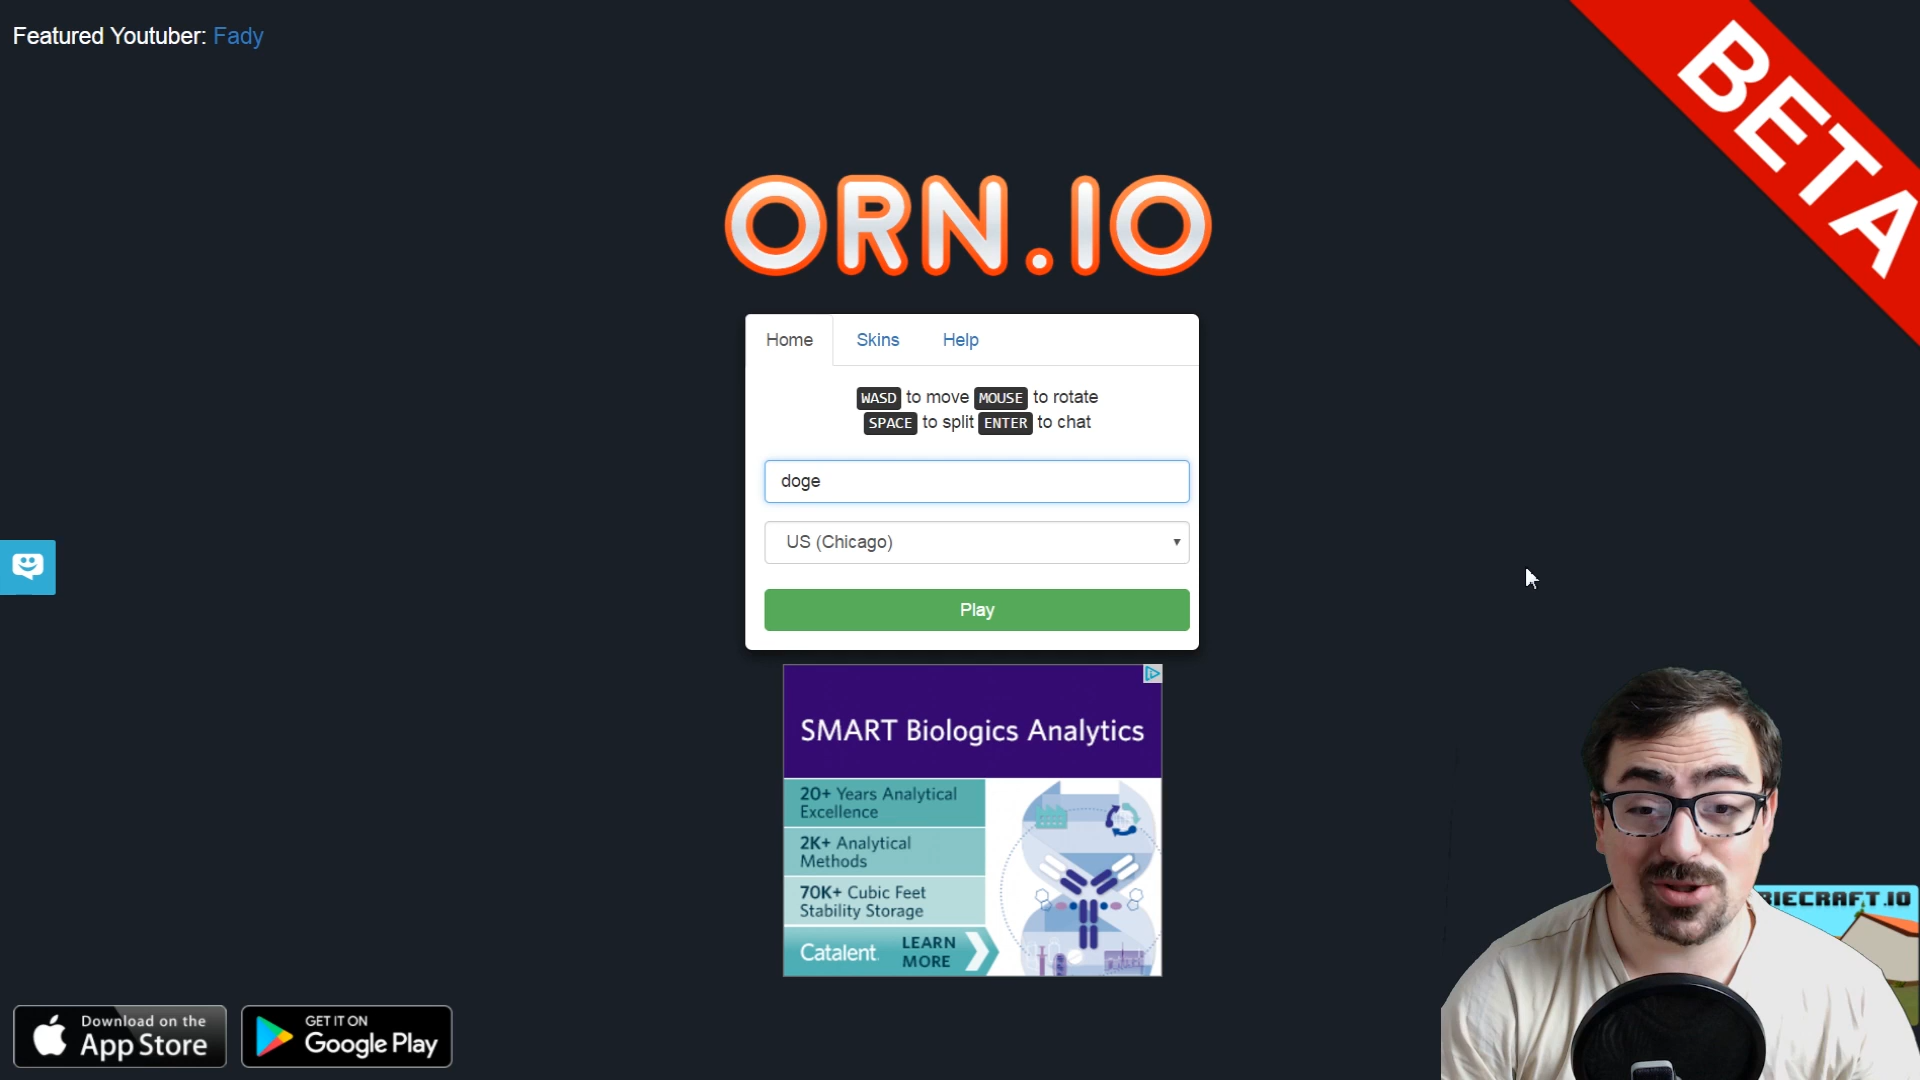 Featured Youtuber: Fady
BETA
ORN.IO
Home Skins Help
WASD to move MOUSE to rotate
SPACE to split ENTER to chat
doge
US (Chicago)
Play
SMART Biologics Analytics
20+ Years Analytical
Excellence
2K+ Analytical
Methods
70K+ Cubic Feet
Stability Storage
Catalent. LEARN
MORE
IECRAFT.IO
Download on the
App Store
GET IT ON
Google Play